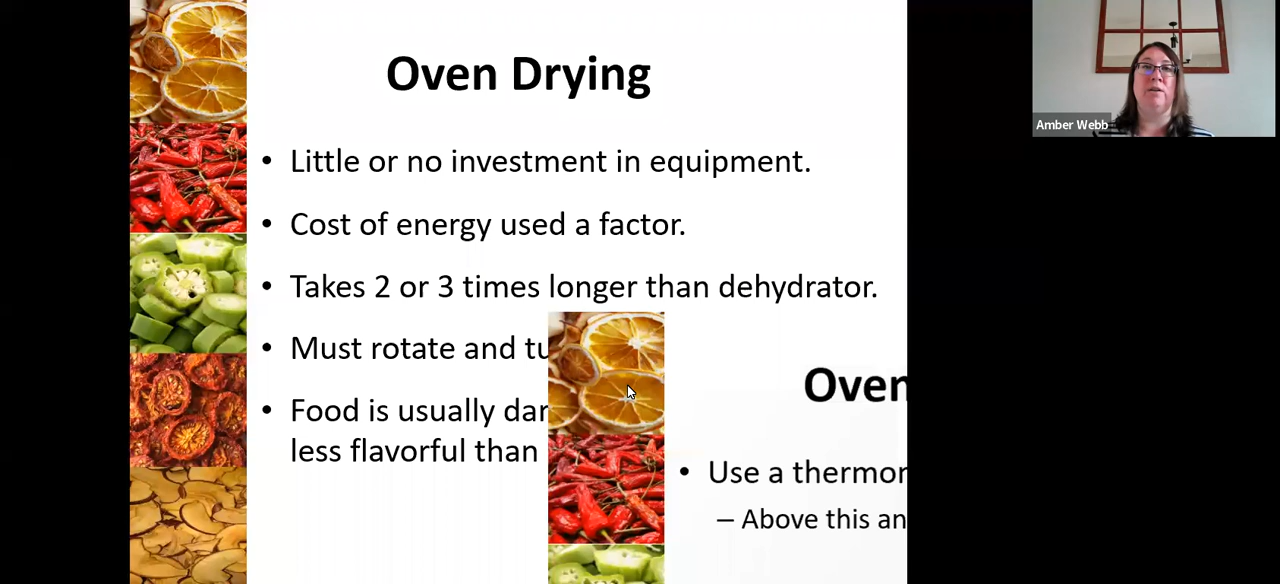 Oven Drying
• Little or no investment in equipment.
• Cost of energy used a factor.
• Takes 2 or 3 times longer than dehydrator.
• Must rotate and tu
• Food is usually dar
less flavorful than
Oven
• Use a thermor
– Above this an
Amber Webb